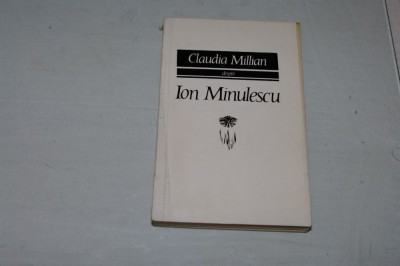 Claudia Millian
despre
Ion Minulescu